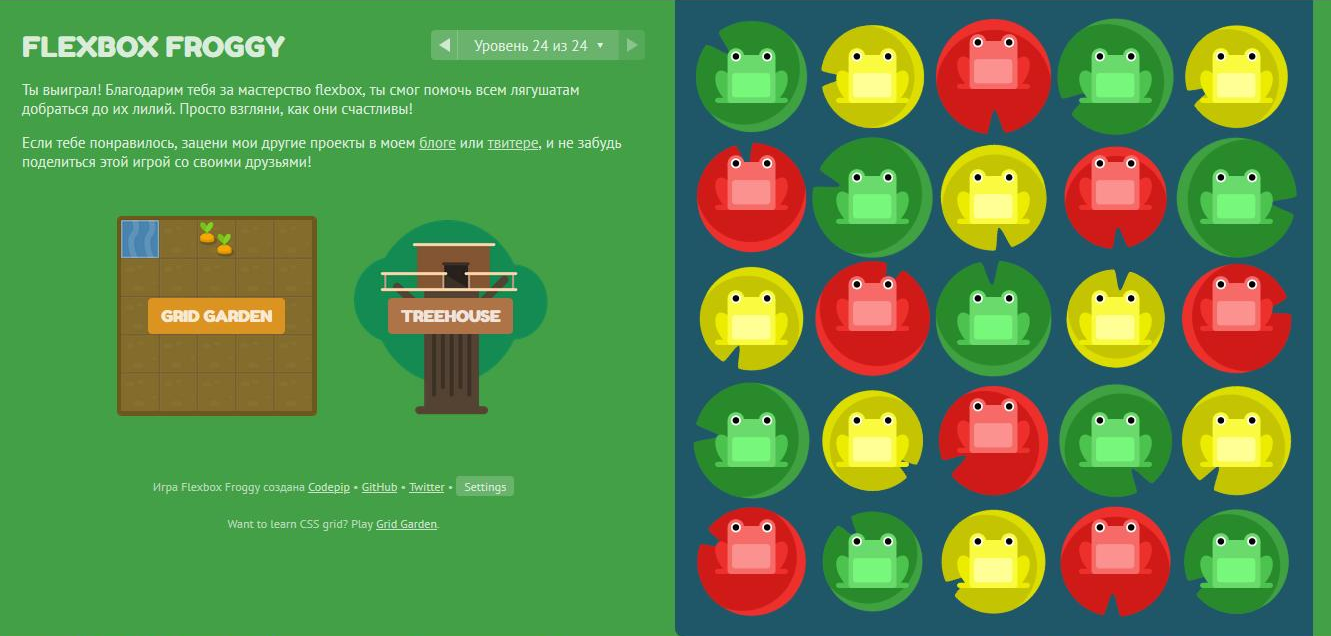 FLEXBOX FROGGY
Уровень 24 из 24
Ты выиграл! Благодарим тебя за мастерство flexbox, ты смог помочь всем лягушатам
добраться до их лилий. Просто взгляни, как они счастливы!
Если тебе понравилось, зацени мои другие проекты в моем блоге или твитере, и не забудь
поделиться этой игрой со своими друзьями!
GRID GARDEN
TREEHOUSE
Игра Flexbox Froggy создана Codepip • GitHub • Twitter • Settings
Want to learn CSS grid? Play Grid Garden.